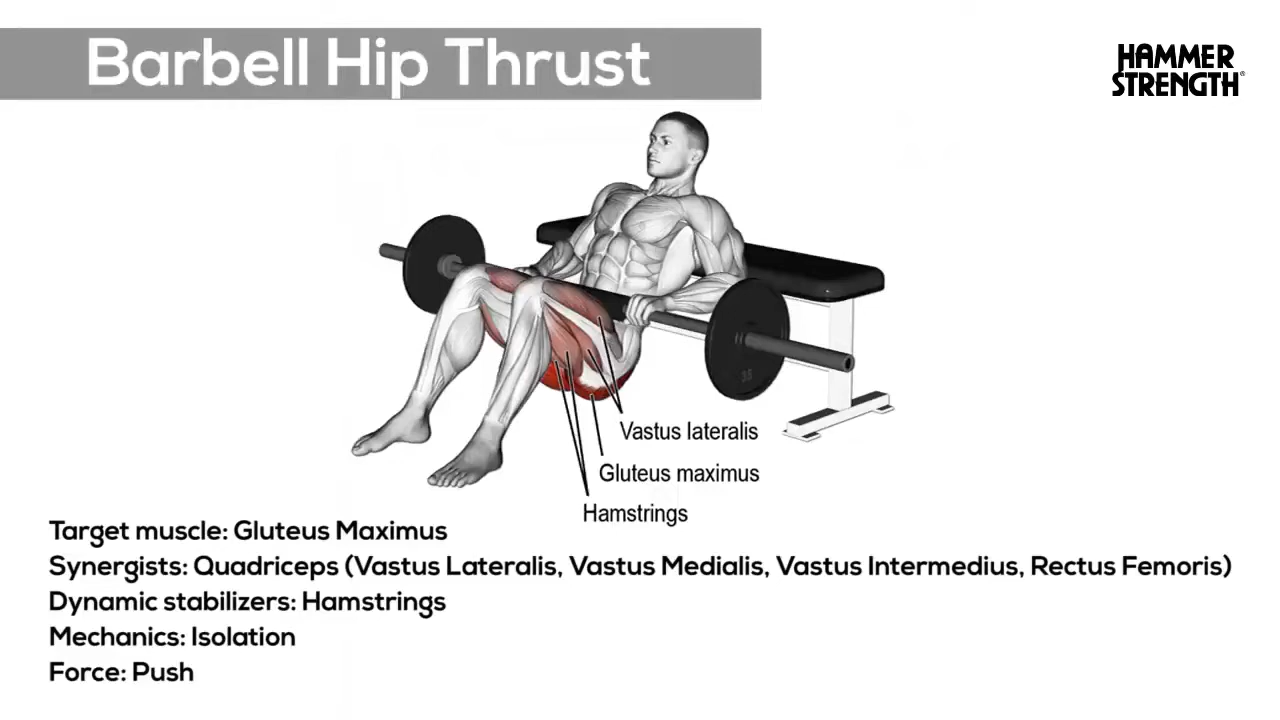 Barbell Hip Thrust
HAMMER
STRENGTH®
35
Vastus lateralis
Gluteus maximus
Hamstrings
Target muscle: Gluteus Maximus
Synergists: Quadriceps (Vastus Lateralis, Vastus Medialis, Vastus Intermedius, Rectus Femoris)
Dynamic stabilizers: Hamstrings
Mechanics: Isolation
Force: Push